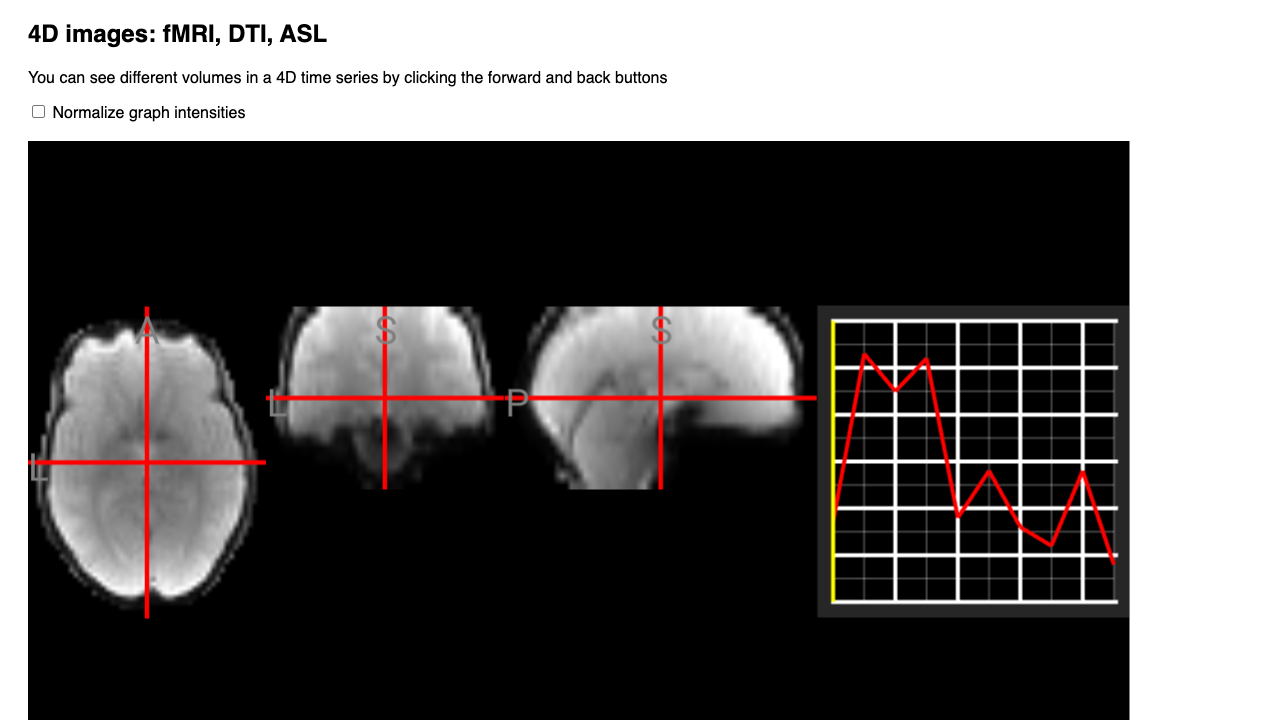 4D images: fMRI, DTI, ASL
You can see different volumes in a 4D time series by clicking the forward and back buttons
Normalize graph intensities
A
S
S
L
P
L